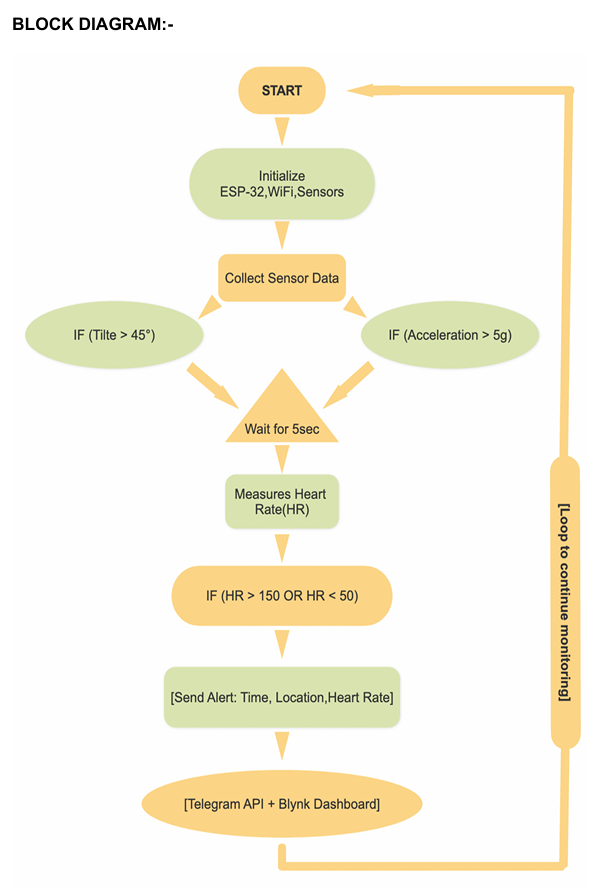 BLOCK DIAGRAM:-
START
Initialize
ESP-32,WiFi,Sensors
Collect Sensor Data
IF (Tilte > 45°)
IF (Acceleration > 5g)
Wait for 5sec
Measures Heart
Rate(HR)
IF (HR > 150 OR HR < 50)
[Send Alert: Time, Location,Heart Rate]
[Telegram API + Blynk Dashboard]
[Loop to continue monitoring]